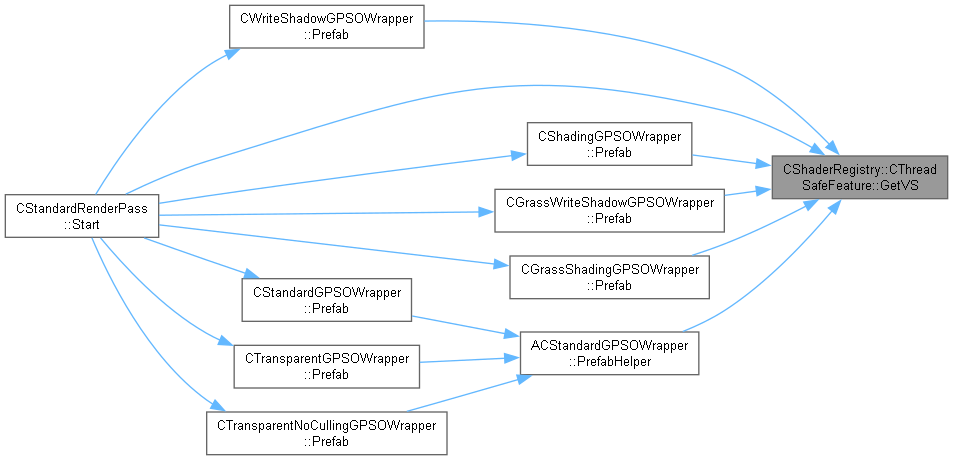 CWriteShadowGPSOWrapper
::Prefab
CShadingGPSOWrapper
::Prefab
CShaderRegistry::CThread
SafeFeature::GetVS
CGrassWriteShadowGPSOWrapper
::Prefab
CStandardRenderPass
::Start
CGrassShadingGPSOWrapper
::Prefab
CStandardGPSOWrapper
::Prefab
ACStandardGPSOWrapper
::PrefabHelper
CTransparentGPSOWrapper
::Prefab
CTransparentNoCullingGPSOWrapper
::Prefab